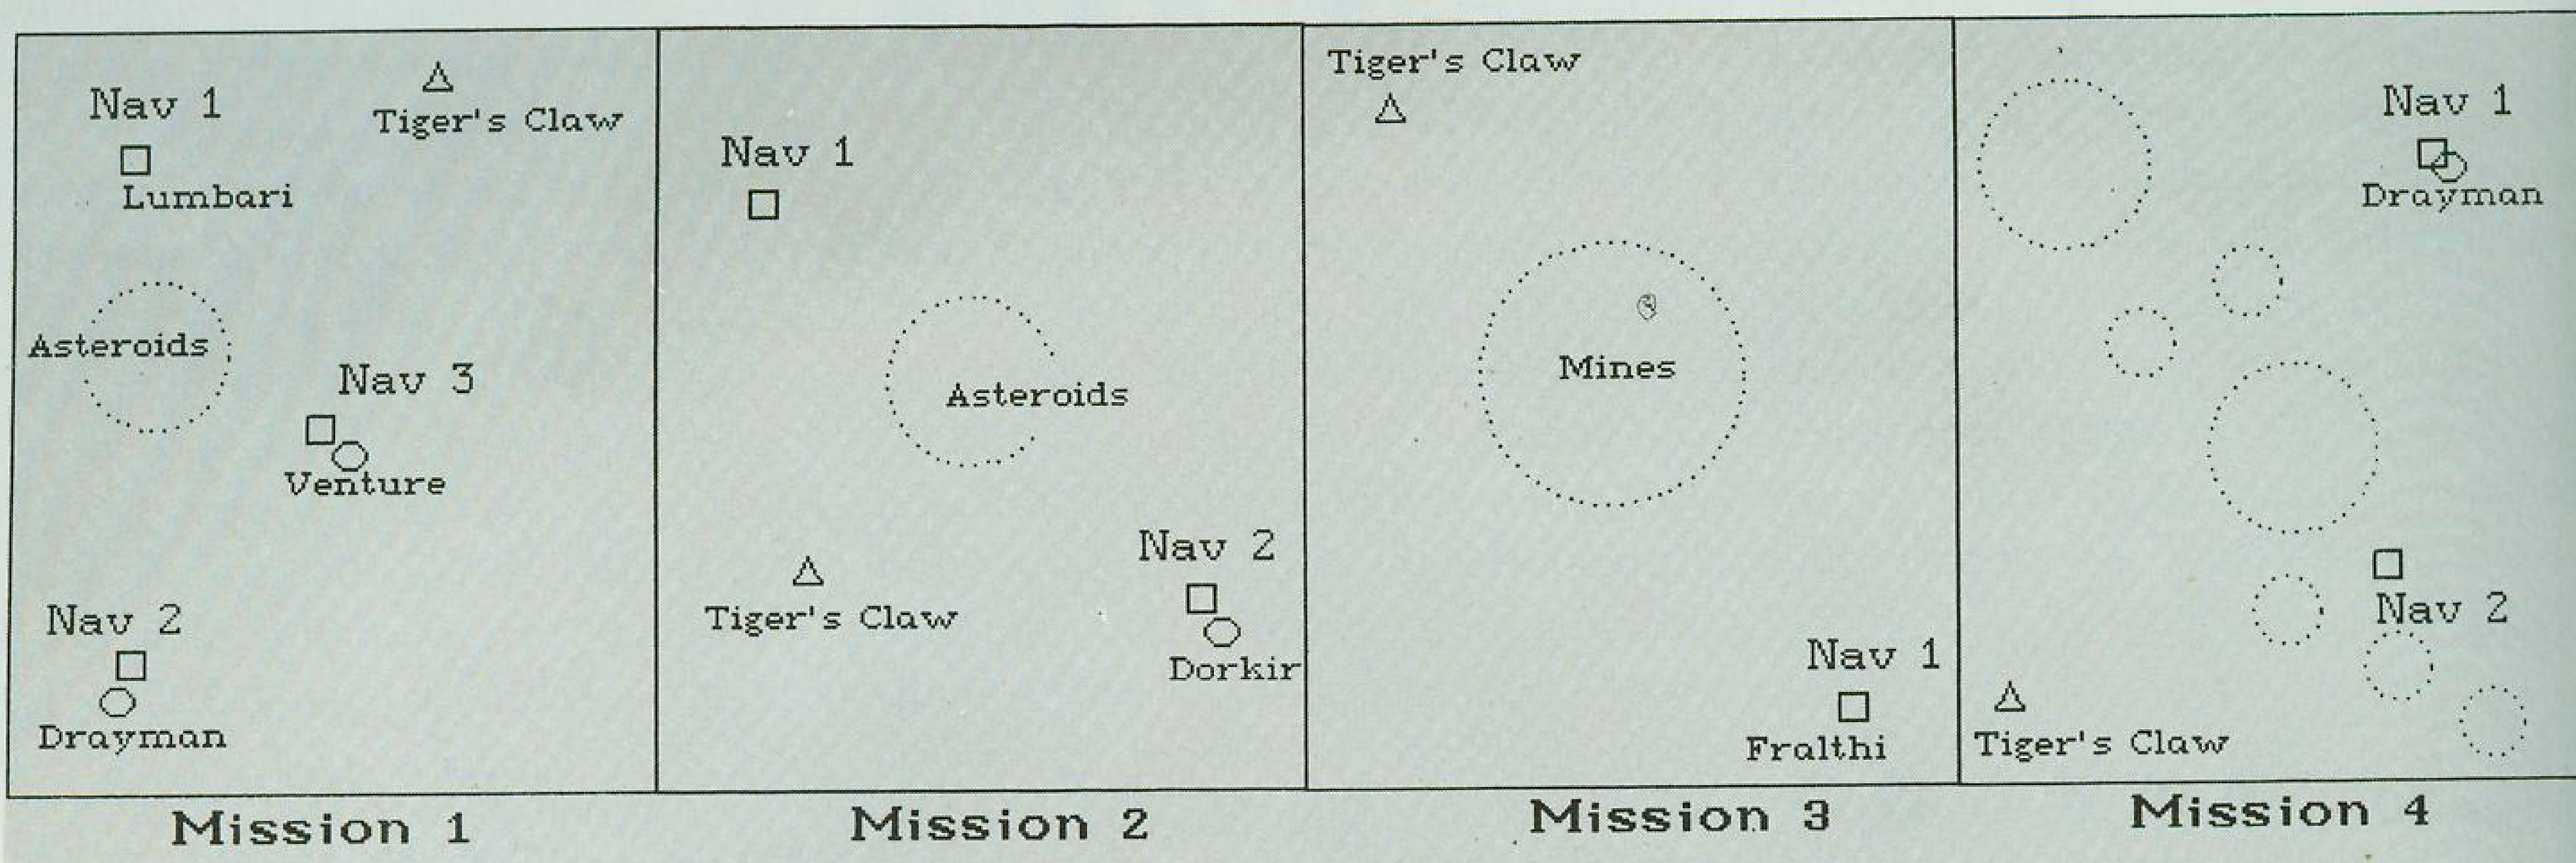 Nav 1
Tiger's Claw
Lumbari
Asteroids
Nav 3
Venture
Nav 2
Drayman
Mission 1
Nav 1
Asteroids
Nav 2
Tiger's Claw
Dorkir
Mission 2
Tiger's Claw
Mines
Nav 1
Fralthi
Mission 3
Nav 1
Drayman
Nav 2
Tiger's Claw
Mission 4